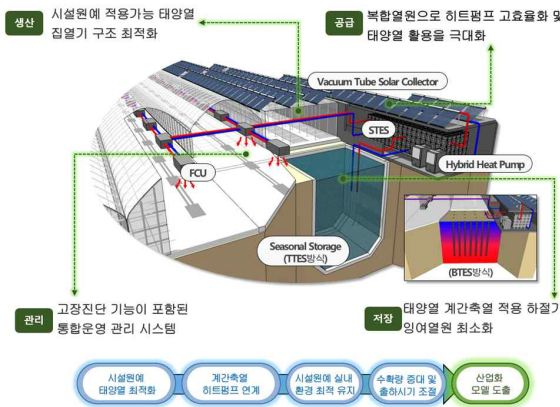 생산
시설원예 적용가능 태양열
집열기 구조 최적화
공급
복합열원으로 히트펌프 고효율화 및
태양열 활용을 극대화
Vacuum Tube Solar Collector
STES
Hybrid Heat Pump
FCU
Seasonal Storage
(TTES방식)
(BTES방식)
관리
고장진단 기능이 포함된
통합운영 관리 시스템
저장
태양열 계간축열 적용 하절기
잉여열원 최소화
시설원예
태양열 최적화
계간축열
히트펌프 연계
시설원예 실내
환경 최적 유지
수확량 증대 및
출하시기 조절
산업화
모델 도출